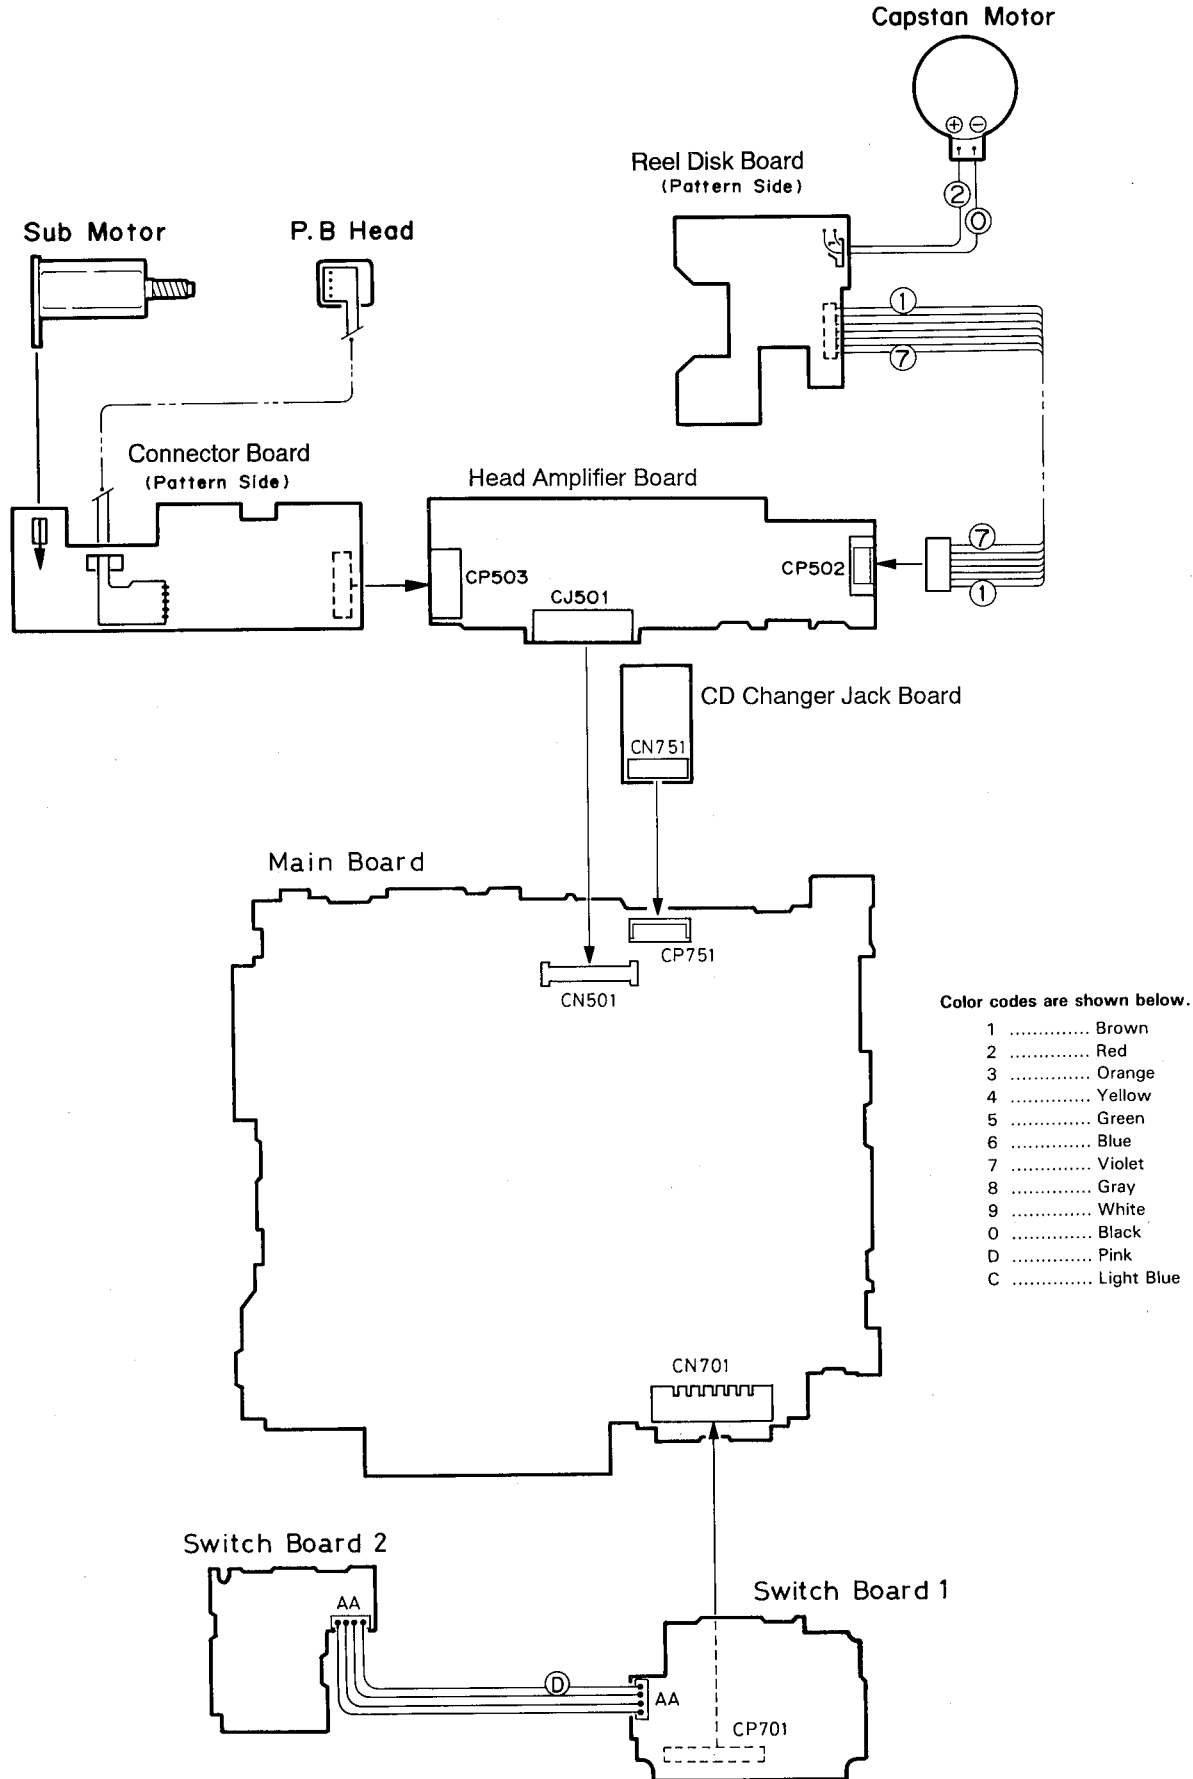 Capstan Motor
⊕ ⊖
Reel Disk Board
(Pattern Side)
2
0
Sub Motor
P.B Head
1
7
Connector Board
(Pattern Side)
Head Amplifier Board
7
CP503
CP502
CJ501
1
CD Changer Jack Board
CN751
Main Board
CP751
CN501
Color codes are shown below.
1 .............. Brown
2 .............. Red
3 .............. Orange
4 .............. Yellow
5 .............. Green
6 .............. Blue
7 .............. Violet
8 .............. Gray
9 .............. White
0 .............. Black
D .............. Pink
C .............. Light Blue
CN701
Switch Board 2
Switch Board 1
AA
D
AA
CP701